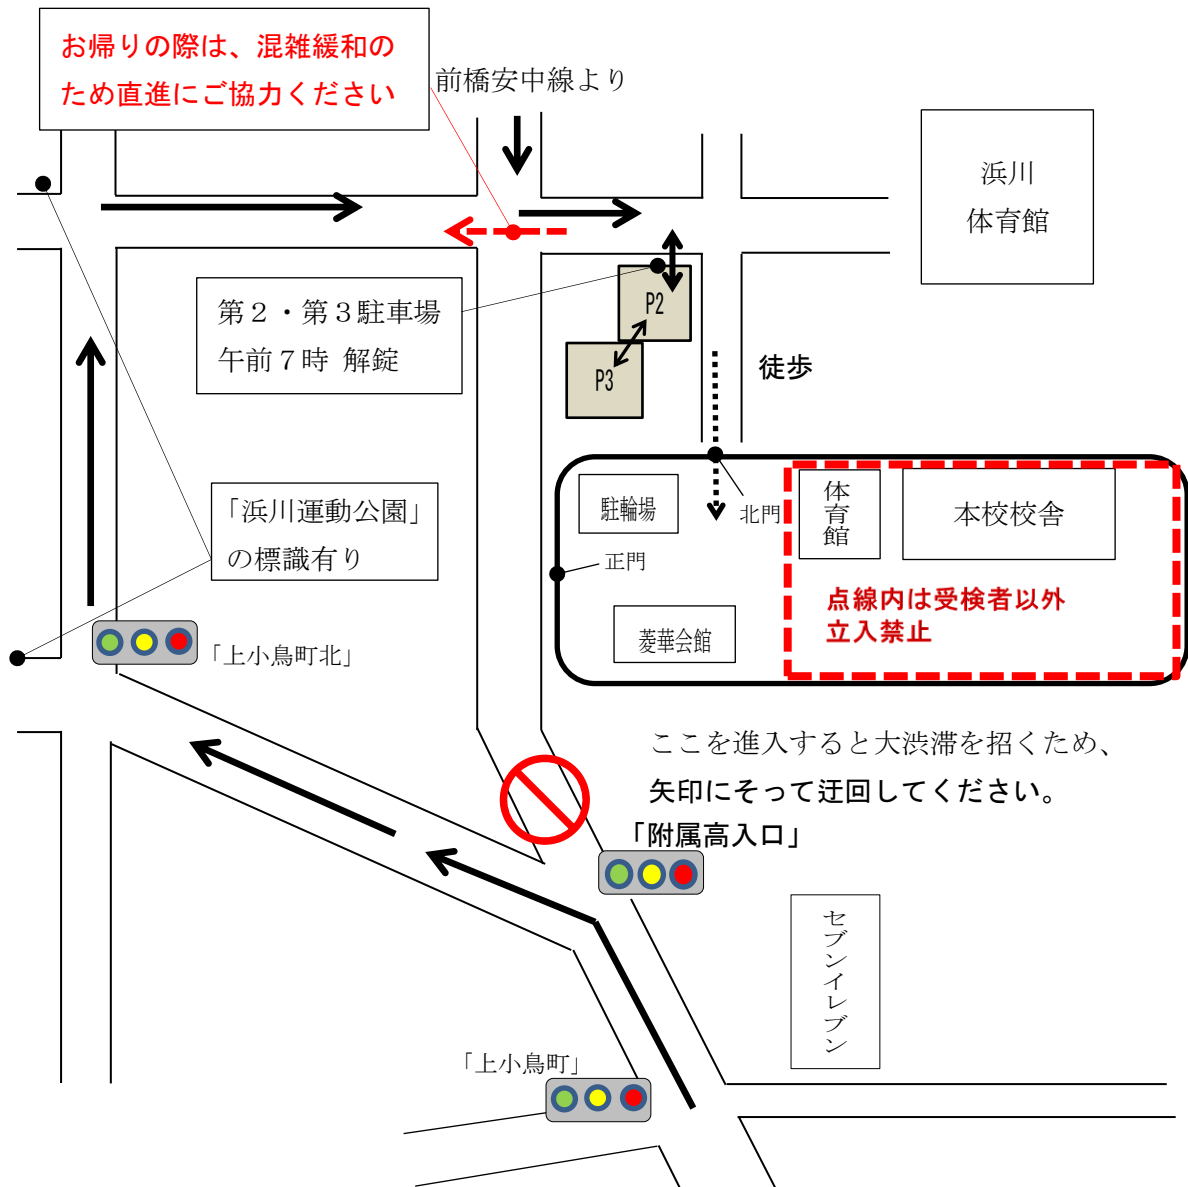 お帰りの際は、混雑緩和の
ため直進にご協力ください
前橋安中線より
浜川
体育館
第２・第３駐車場
午前７時 解錠
P2
P3
徒歩
「浜川運動公園」
の標識有り
駐輪場
北門
体育館
本校校舎
正門
点線内は受検者以外
立入禁止
菱華会館
「上小鳥町北」
ここを進入すると大渋滞を招くため、
矢印にそって迂回してください。
「附属高入口」
セブンイレブン
「上小鳥町」